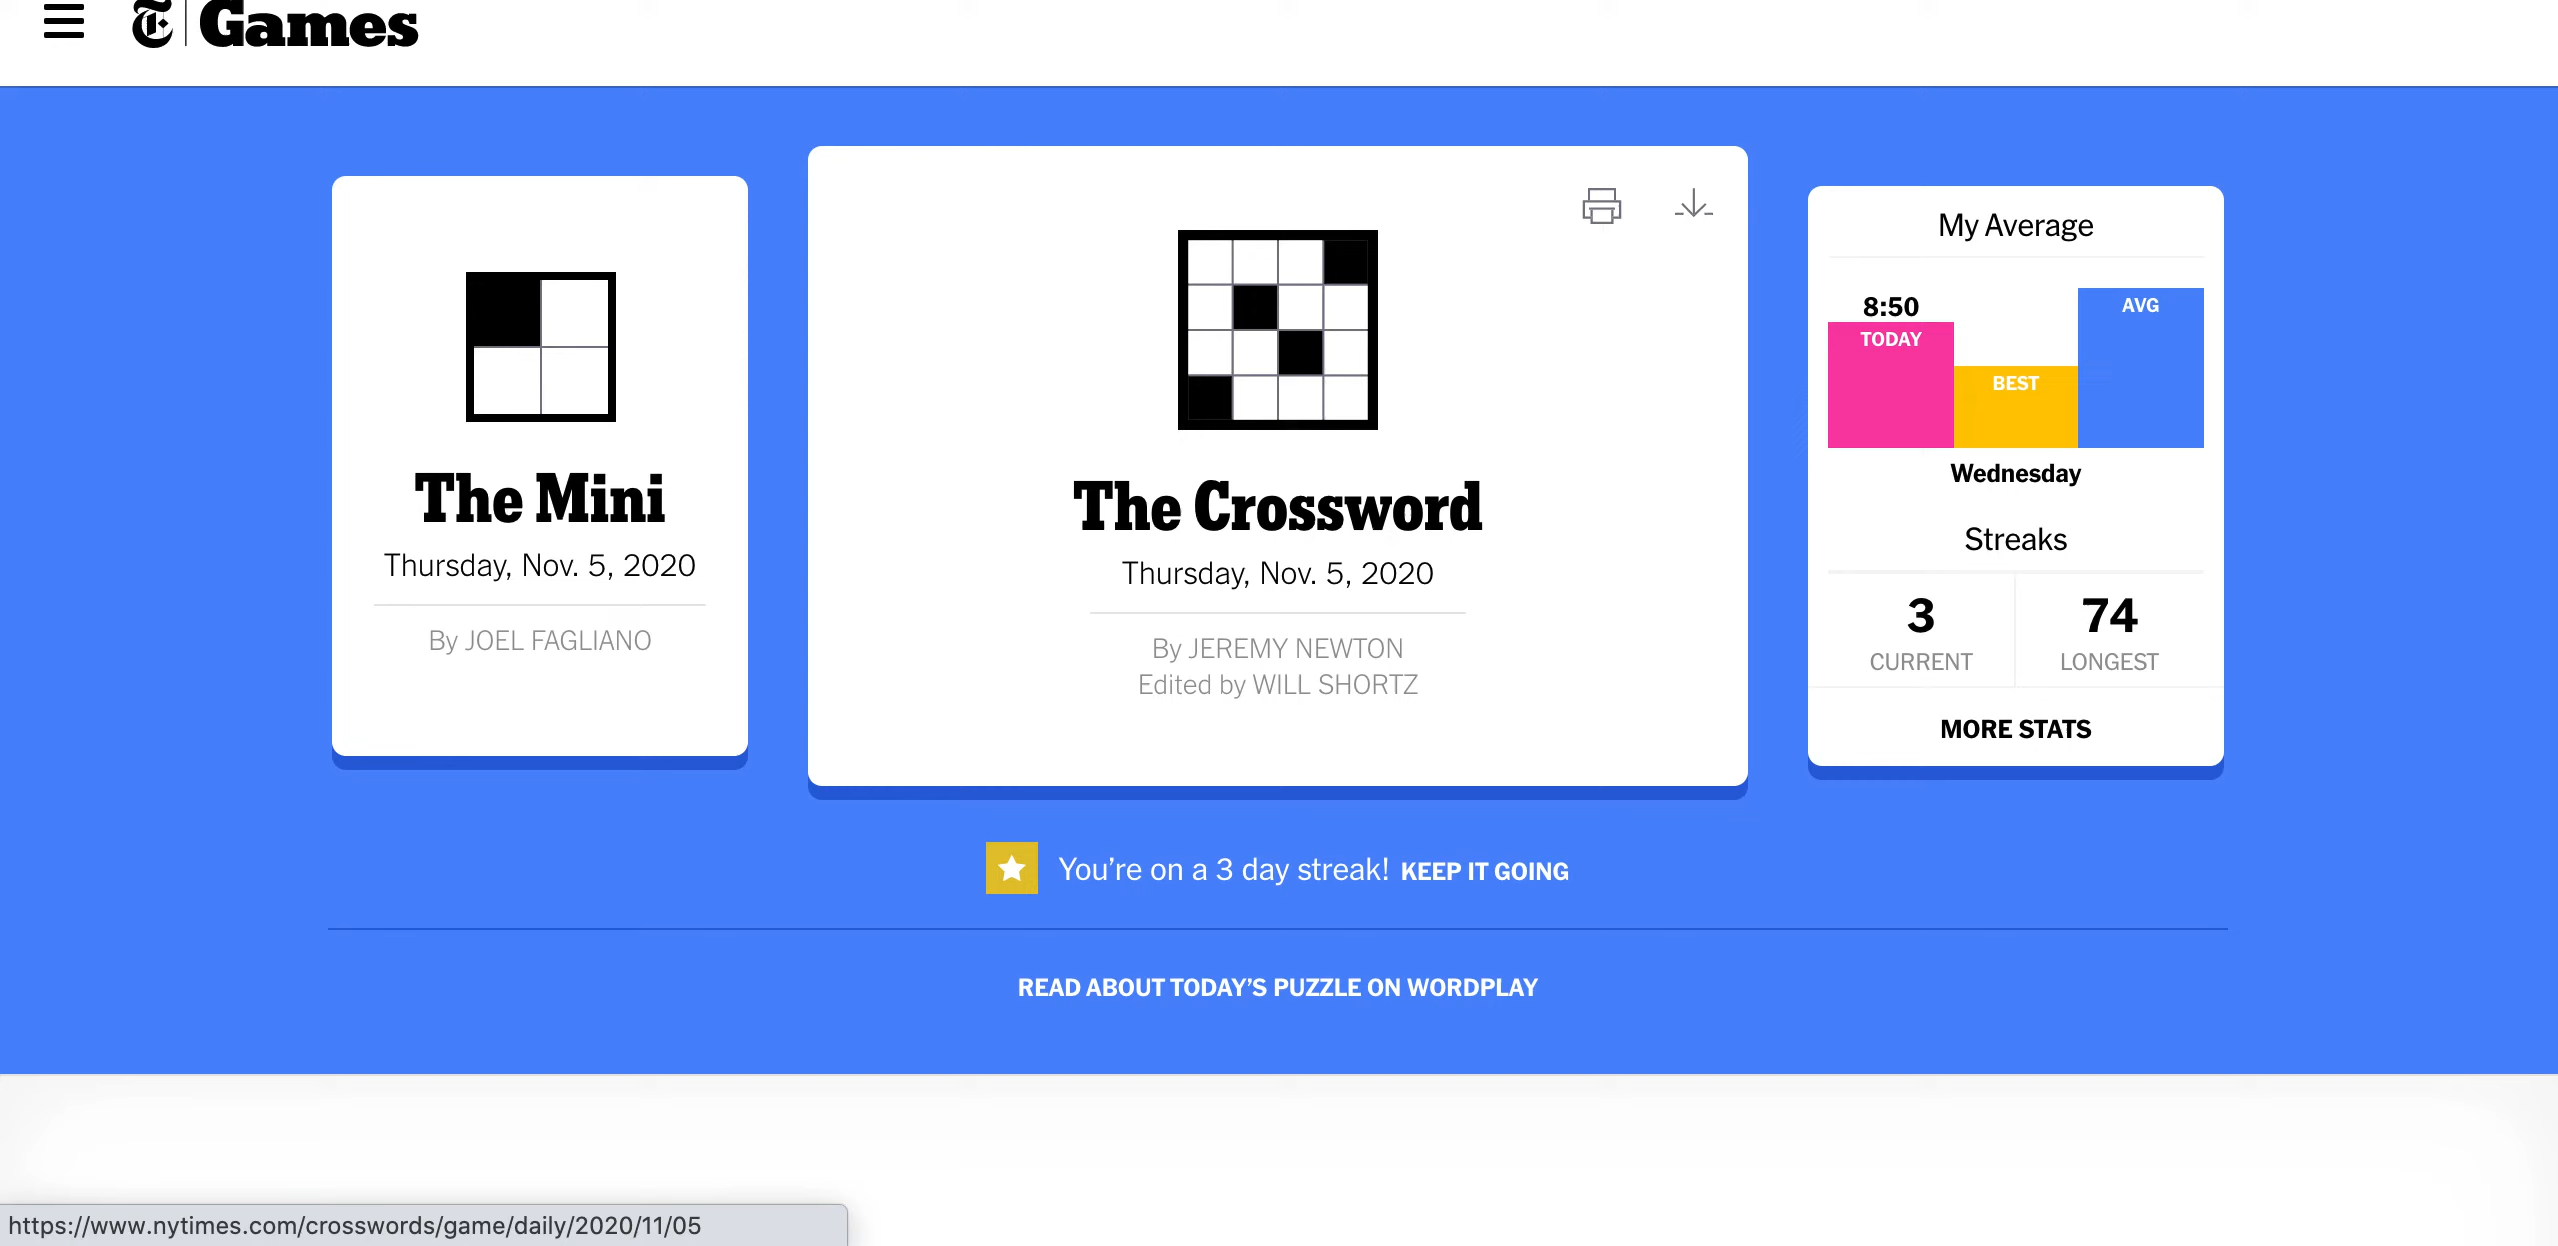 T Games
The Mini
Thursday, Nov. 5, 2020
By JOEL FAGLIANO
The Crossword
Thursday, Nov. 5, 2020
By JEREMY NEWTON
Edited by WILL SHORTZ
My Average
8:50
TODAY
BEST
AVG
Wednesday
Streaks
3
CURRENT
74
LONGEST
MORE STATS
You’re on a 3 day streak! KEEP IT GOING
READ ABOUT TODAY’S PUZZLE ON WORDPLAY
https://www.nytimes.com/crosswords/game/daily/2020/11/05